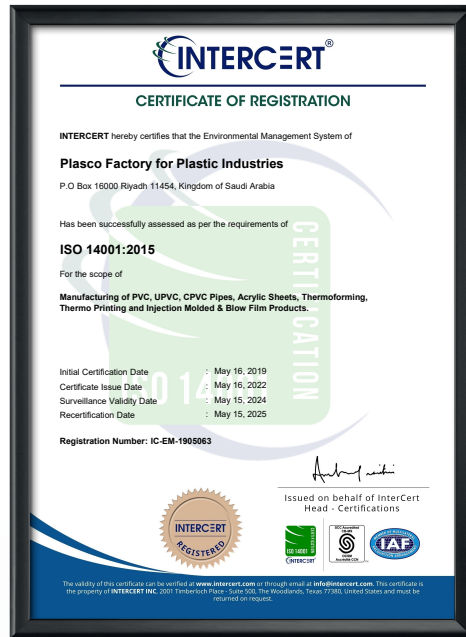 INTERCERT®
CERTIFICATE OF REGISTRATION
INTERCERT hereby certifies that the Environmental Management System of
Plasco Factory for Plastic Industries
P.O Box 16000 Riyadh 11454, Kingdom of Saudi Arabia
Has been successfully assessed as per the requirements of
ISO 14001:2015
For the scope of
Manufacturing of PVC, UPVC, CPVC Pipes, Acrylic Sheets, Thermoforming,
Thermo Printing and Injection Molded & Blow Film Products.
CERTIFICATION
ISO 14001
Initial Certification Date : May 16, 2019
Certificate Issue Date : May 16, 2022
Surveillance Validity Date : May 15, 2024
Recertification Date : May 15, 2025
Registration Number: IC-EM-1905063
Issued on behalf of InterCert
Head - Certifications
INTERCERT
REGISTERED
ISO 14001
INTERCERT
IAF
The validity of this certificate can be verified at www.intercert.com or through email at info@intercert.com. This certificate is
the property of INTERCERT INC, 2001 Timberloch Place - Suite 500, The Woodlands, Texas 77380, United States and must be
returned on request.